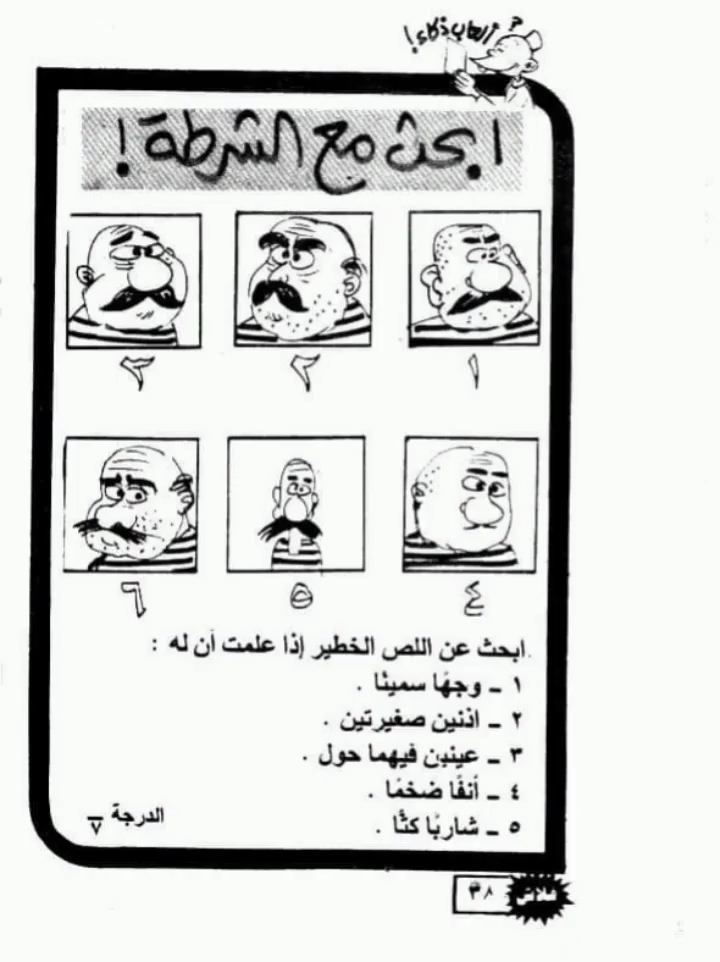 ألعاب ذكاء!
ابحث مع الشرطة!
١ ٢ ٣
٤ ٥ ٦
ابحث عن اللص الخطير إذا علمت أن له :
١ ـ وجهًا سمينًا .
٢ ـ اذنين صغيرتين .
٣ ـ عينين فيهما حول .
٤ ـ أنفًا ضخمًا .
٥ ـ شاربًا كثًّا .
الدرجة ٧
٣٨